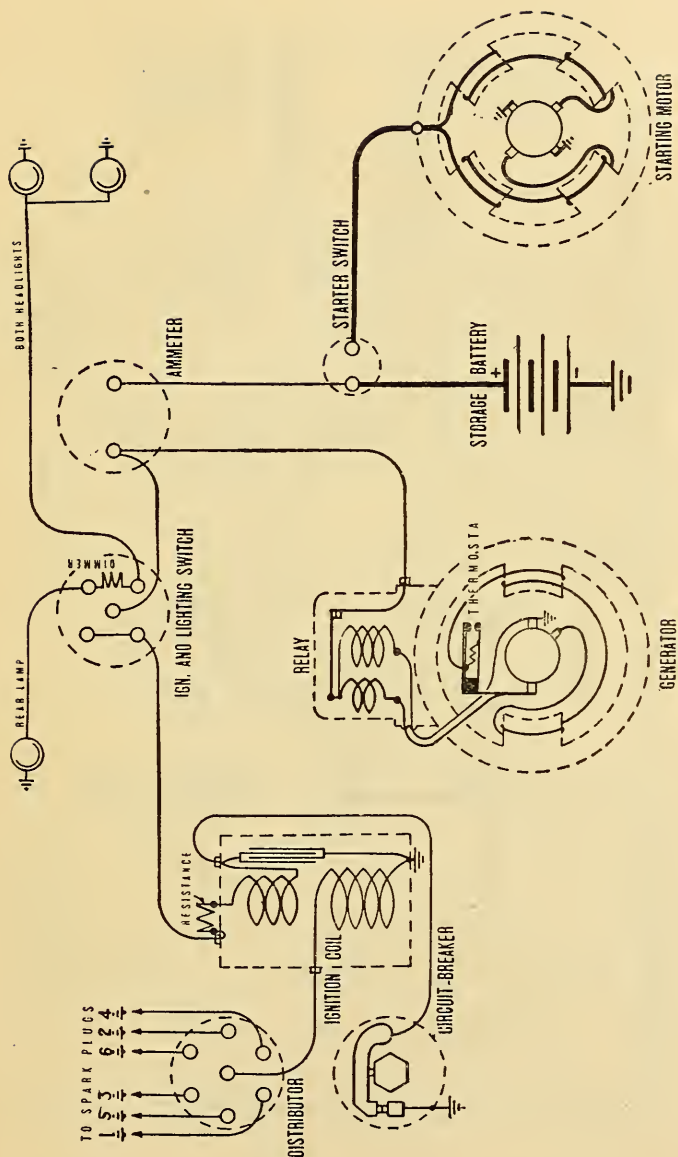 TO SPARK PLUGS
1 5 3 6 2 4
DISTRIBUTOR
RESISTANCE
IGNITION COIL
CIRCUIT-BREAKER
REAR LAMP
DIMMER
IGN. AND LIGHTING SWITCH
BOTH HEADLIGHTS
AMMETER
RELAY
THERMOSTA
GENERATOR
STARTER SWITCH
STORAGE BATTERY
+
-
STARTING MOTOR